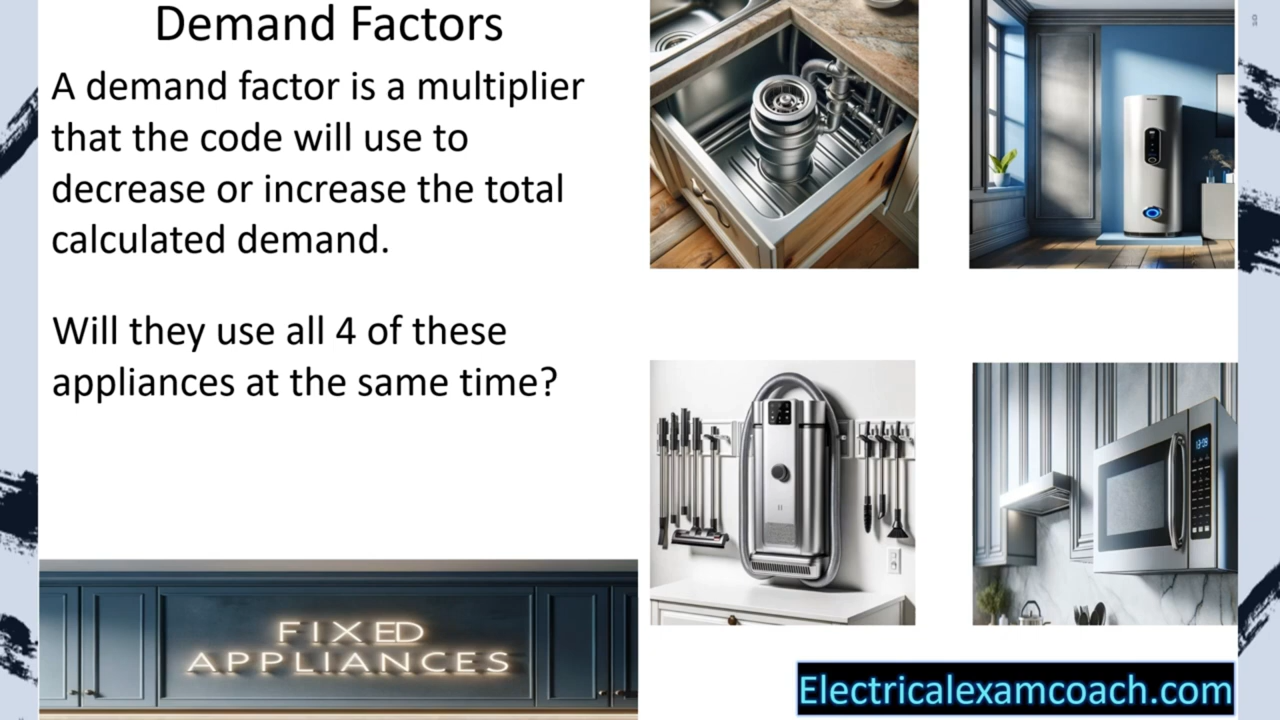 Demand Factors
A demand factor is a multiplier
that the code will use to
decrease or increase the total
calculated demand.
Will they use all 4 of these
appliances at the same time?
FIXED
APPLIANCES
Electricalexamcoach.com